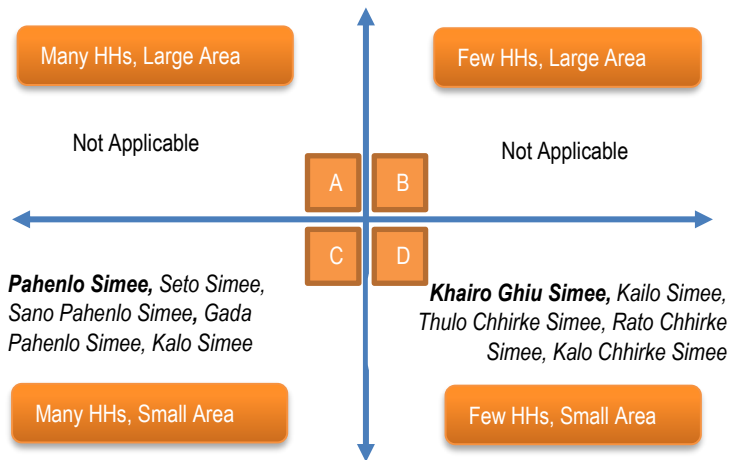 Many HHs, Large Area
Few HHs, Large Area
Not Applicable
Not Applicable
A
B
C
D
Pahenlo Simee, Seto Simee,
Sano Pahenlo Simee, Gada
Pahenlo Simee, Kalo Simee
Khairo Ghiu Simee, Kailo Simee,
Thulo Chhirke Simee, Rato Chhirke
Simee, Kalo Chhirke Simee
Many HHs, Small Area
Few HHs, Small Area